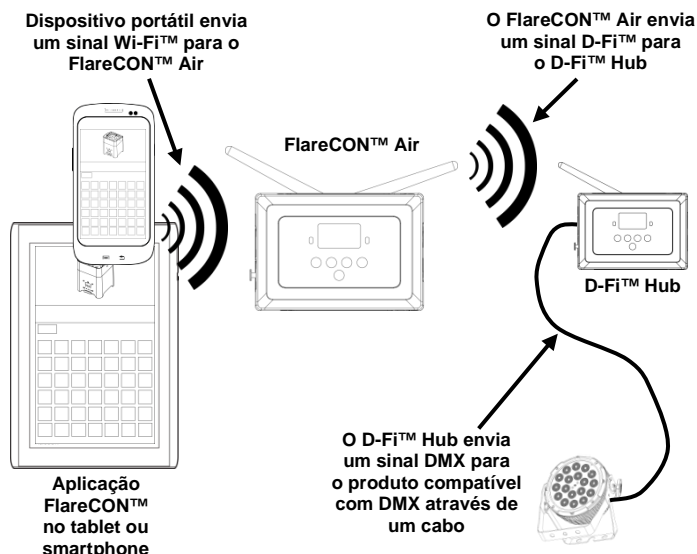 Dispositivo portátil envia
um sinal Wi-Fi™ para o
FlareCON™ Air
O FlareCON™ Air envia
um sinal D-Fi™ para
o D-Fi™ Hub
FlareCON™ Air
D-Fi™ Hub
O D-Fi™ Hub envia
um sinal DMX para
o produto compatível
com DMX através de
um cabo
Aplicação
FlareCON™
no tablet ou
smartphone